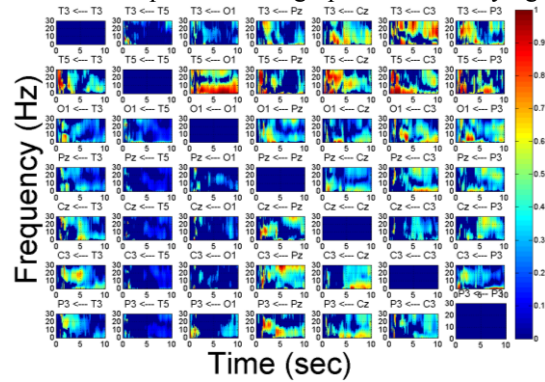 T3 <--- T3 T3 <--- T5 T3 <--- O1 T3 <--- Pz T3 <--- Cz T3 <--- C3 T3 <--- P3
T5 <--- T3 T5 <--- T5 T5 <--- O1 T5 <--- Pz T5 <--- Cz T5 <--- C3 T5 <--- P3
O1 <--- T3 O1 <--- T5 O1 <--- O1 O1 <--- Pz O1 <--- Cz O1 <--- C3 O1 <--- P3
Pz <--- T3 Pz <--- T5 Pz <--- O1 Pz <--- Pz Pz <--- Cz Pz <--- C3 Pz <--- P3
Cz <--- T3 Cz <--- T5 Cz <--- O1 Cz <--- Pz Cz <--- Cz Cz <--- C3 Cz <--- P3
C3 <--- T3 C3 <--- T5 C3 <--- O1 C3 <--- Pz C3 <--- Cz C3 <--- C3 C3 <--- P3
P3 <--- T3 P3 <--- T5 P3 <--- O1 P3 <--- Pz P3 <--- Cz P3 <--- C3 P3 <--- P3
30
20
10
0
0 5 10
Frequency (Hz)
Time (sec)
1
0.9
0.8
0.7
0.6
0.5
0.4
0.3
0.2
0.1
0